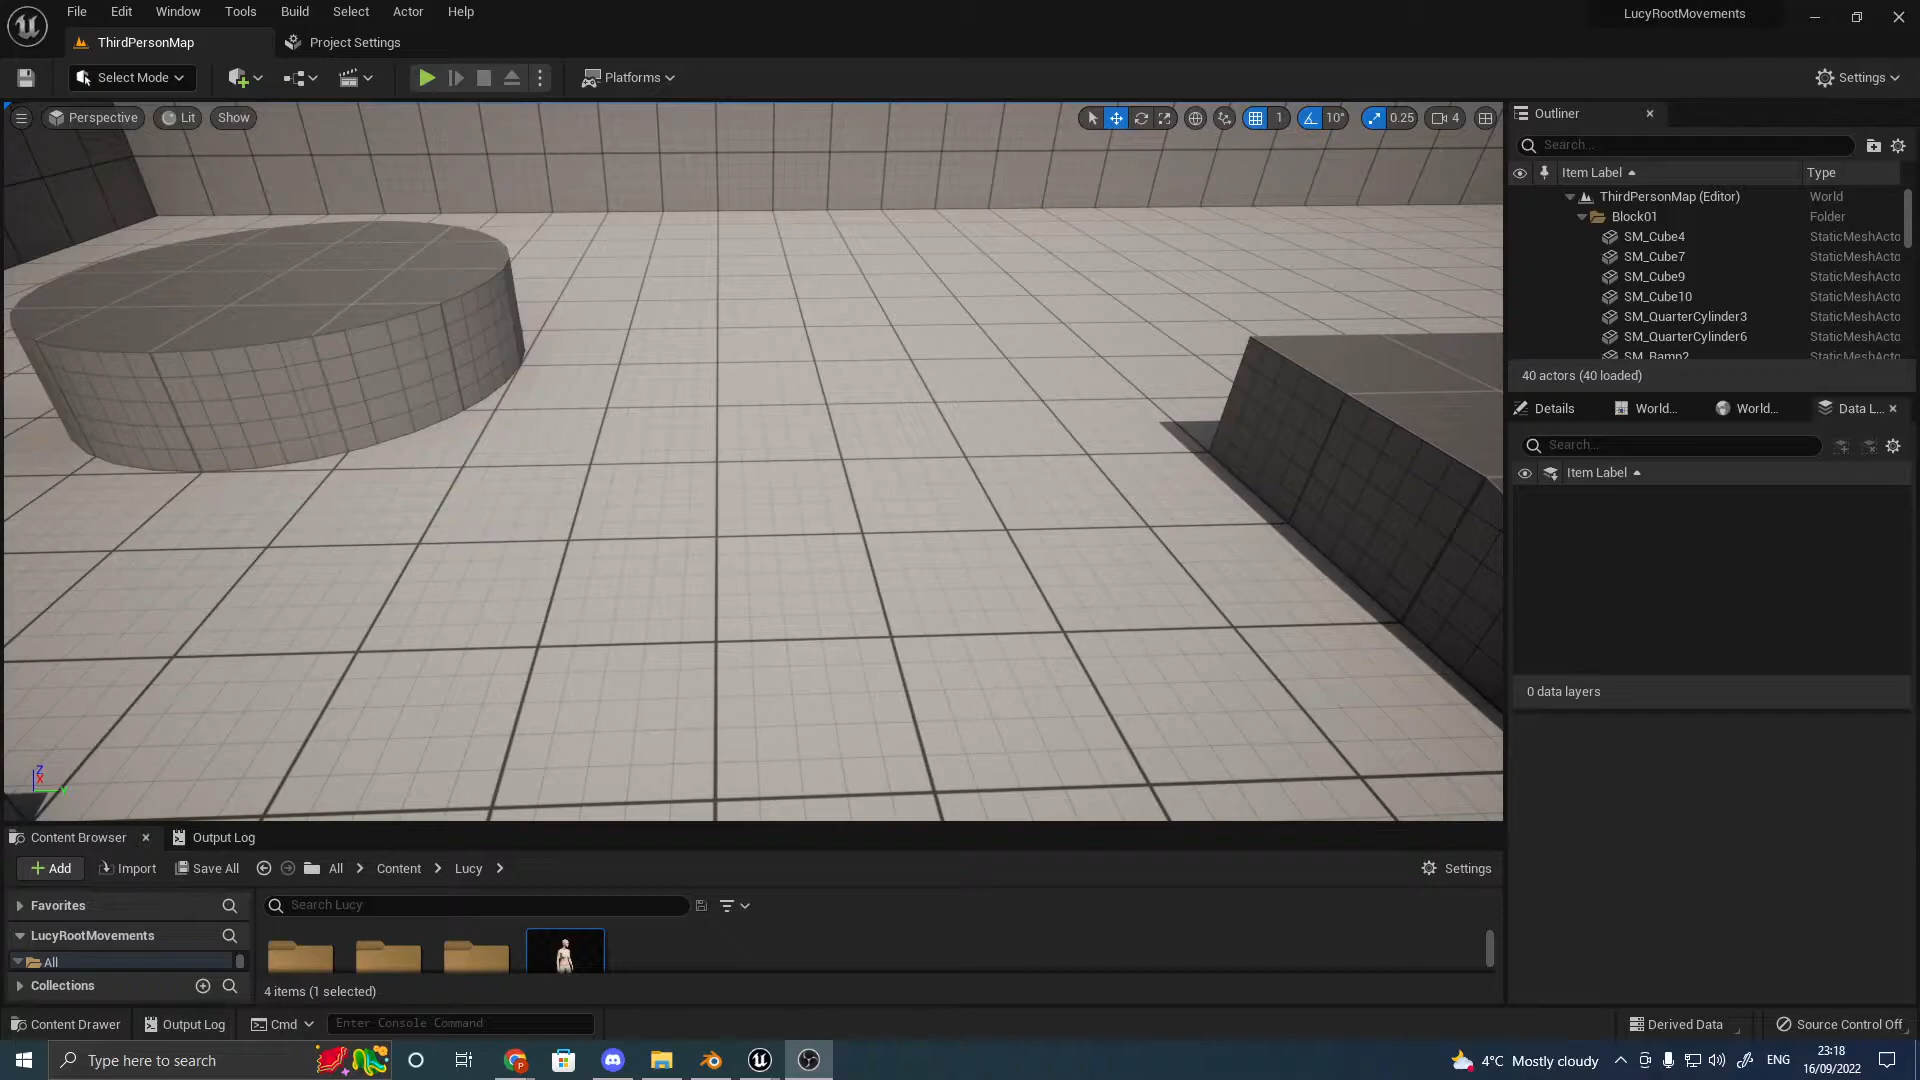 File Edit Window Tools Build Select Actor Help
LucyRootMovements
ThirdPersonMap
Project Settings
Select Mode
Platforms
Settings
Perspective
Lit
Show
1
10°
0.25
4
Outliner
Search...
Item Label
Type
ThirdPersonMap (Editor) World
Block01 Folder
SM_Cube4 StaticMeshActo
SM_Cube7 StaticMeshActo
SM_Cube9 StaticMeshActo
SM_Cube10 StaticMeshActo
SM_QuarterCylinder3 StaticMeshActo
SM_QuarterCylinder6 StaticMeshActo
SM_Ramp2 StaticMeshActo
40 actors (40 loaded)
Details World... World... Data L...
Search...
Item Label
0 data layers
Z
X
Y
Content Browser
Output Log
Add
Import
Save All
All
Content
Lucy
Settings
Favorites
Search Lucy
LucyRootMovements
All
Collections
4 items (1 selected)
Content Drawer
Output Log
Cmd
Enter Console Command
Derived Data
Source Control Off
Type here to search
4°C Mostly cloudy
ENG
23:18
16/09/2022